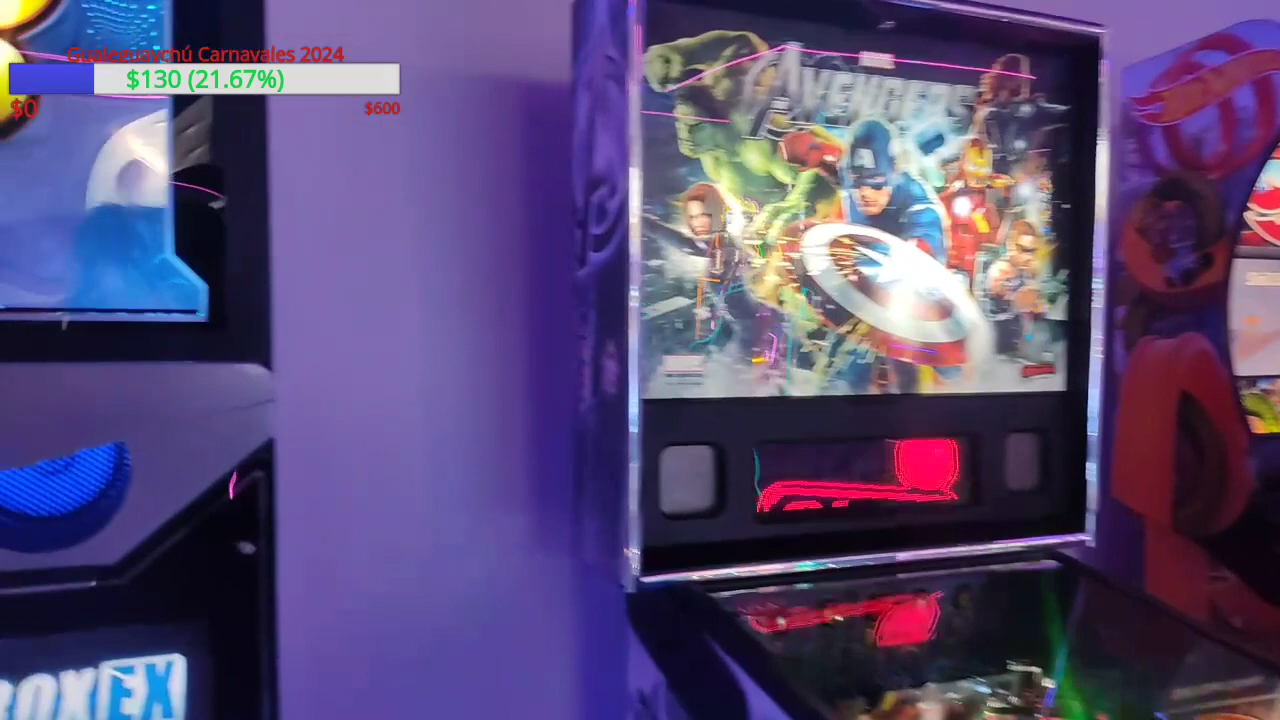 Gualeguaychú Carnavales 2024
$130 (21.67%)
$0
$600
AVENGERS
BOXEX